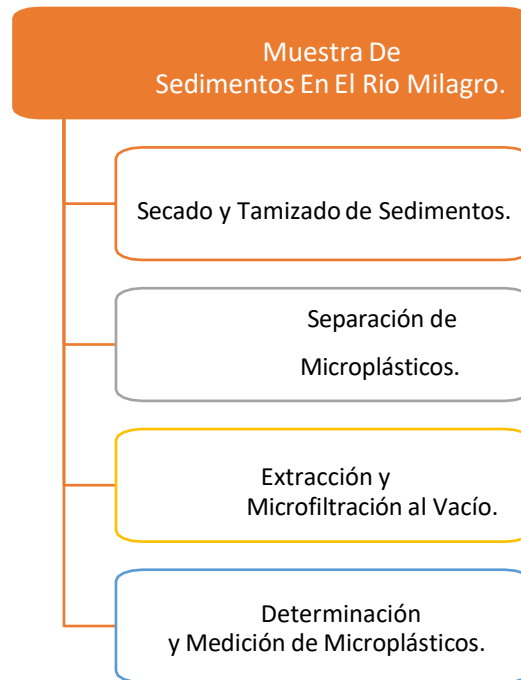 Muestra De
Sedimentos En El Rio Milagro.
Secado y Tamizado de Sedimentos.
Separación de
Microplásticos.
Extracción y
Microfiltración al Vacío.
Determinación
y Medición de Microplásticos.